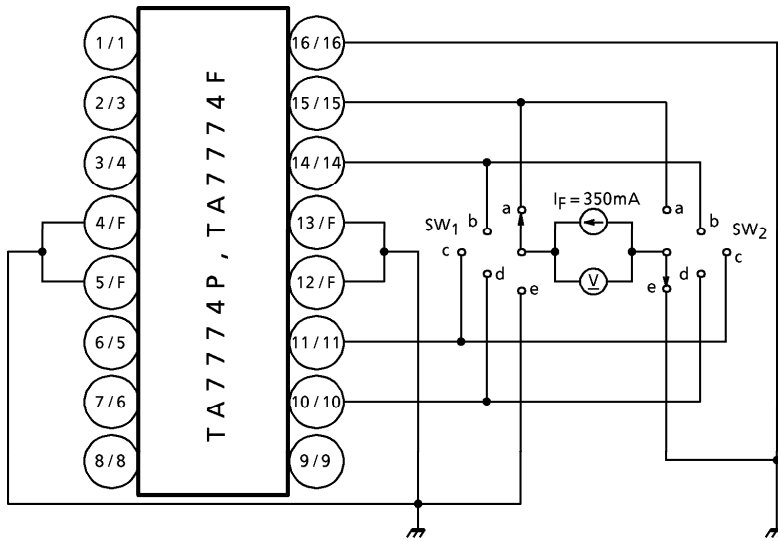 1 / 1
2 / 3
3 / 4
4 / F
5 / F
6 / 5
7 / 6
8 / 8
TA7774P, TA7774F
16 / 16
15 / 15
14 / 14
13 / F
12 / F
11 / 11
10 / 10
9 / 9
SW1
a
b
c
d
e
IF = 350mA
V
a
b
SW2
c
d
e